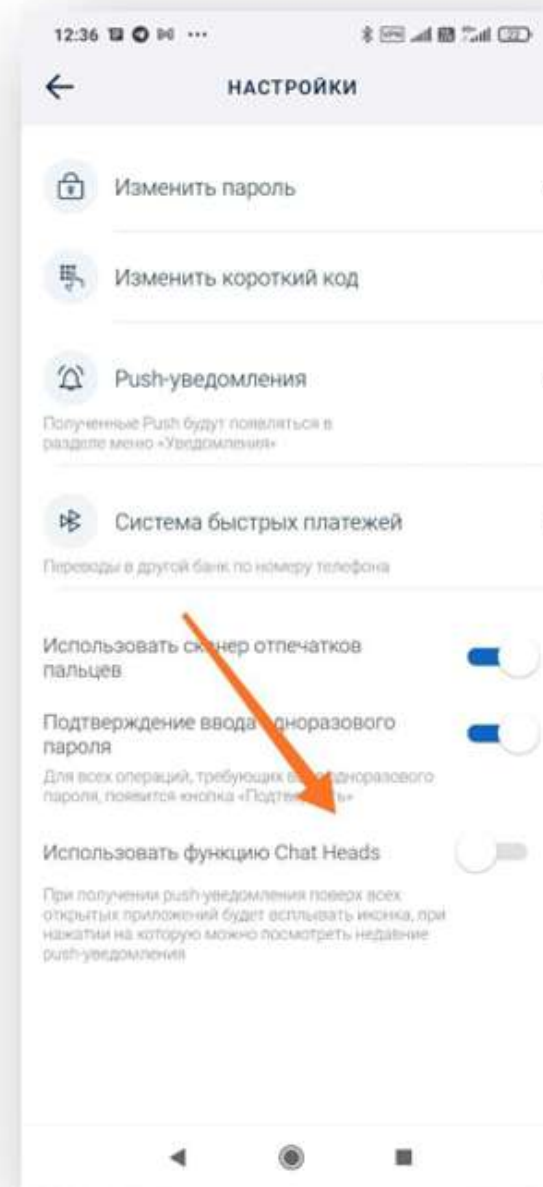 12:36
НАСТРОЙКИ
Изменить пароль
Изменить короткий код
Push-уведомления
Полученные Push будут появляться в
разделе меню «Уведомления»
Система быстрых платежей
Переводы в другой банк по номеру телефона
Использовать сканер отпечатков
пальцев
Подтверждение ввода одноразового
пароля
Для всех операций, требующих одноразового
пароля, появится кнопка
Использовать функцию Chat Heads
При получении push-уведомления поверх всех
открытых приложений будет всплывать иконка, при
нажатии на которую можно посмотреть недавние
push-уведомления